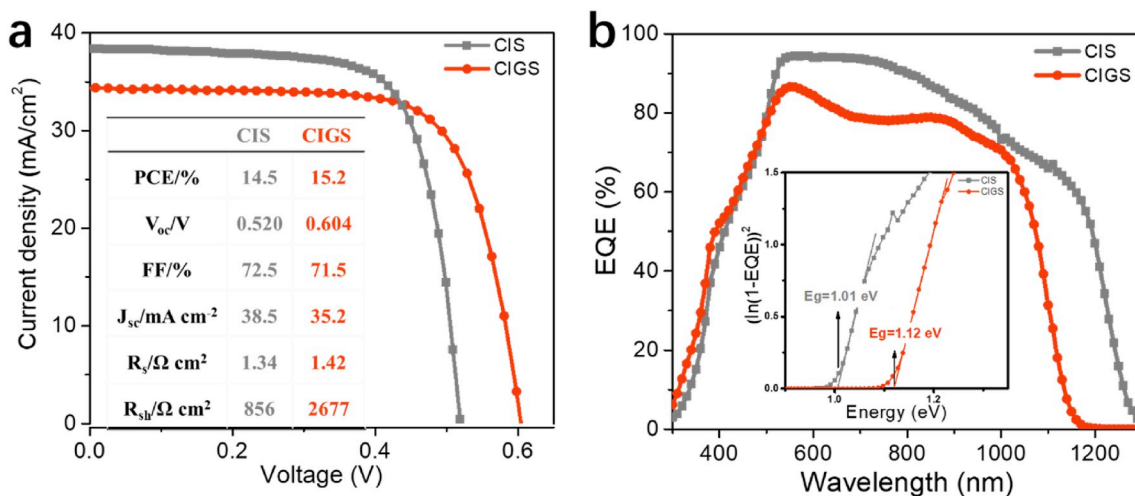 a
40
30
20
10
0
Current density (mA/cm²)
0.0 0.2 0.4 0.6
Voltage (V)
CIS
CIGS
CIS CIGS
PCE/% 14.5 15.2
Voc/V 0.520 0.604
FF/% 72.5 71.5
Jsc/mA cm⁻² 38.5 35.2
Rs/Ω cm² 1.34 1.42
Rsh/Ω cm² 856 2677
b
100
80
60
40
20
0
EQE (%)
400 600 800 1000 1200
Wavelength (nm)
CIS
CIGS
1.5
1.0
0.5
0.0
(ln(1-EQE))²
1.0 1.2
Energy (eV)
CIS
CIGS
Eg=1.01 eV
Eg=1.12 eV